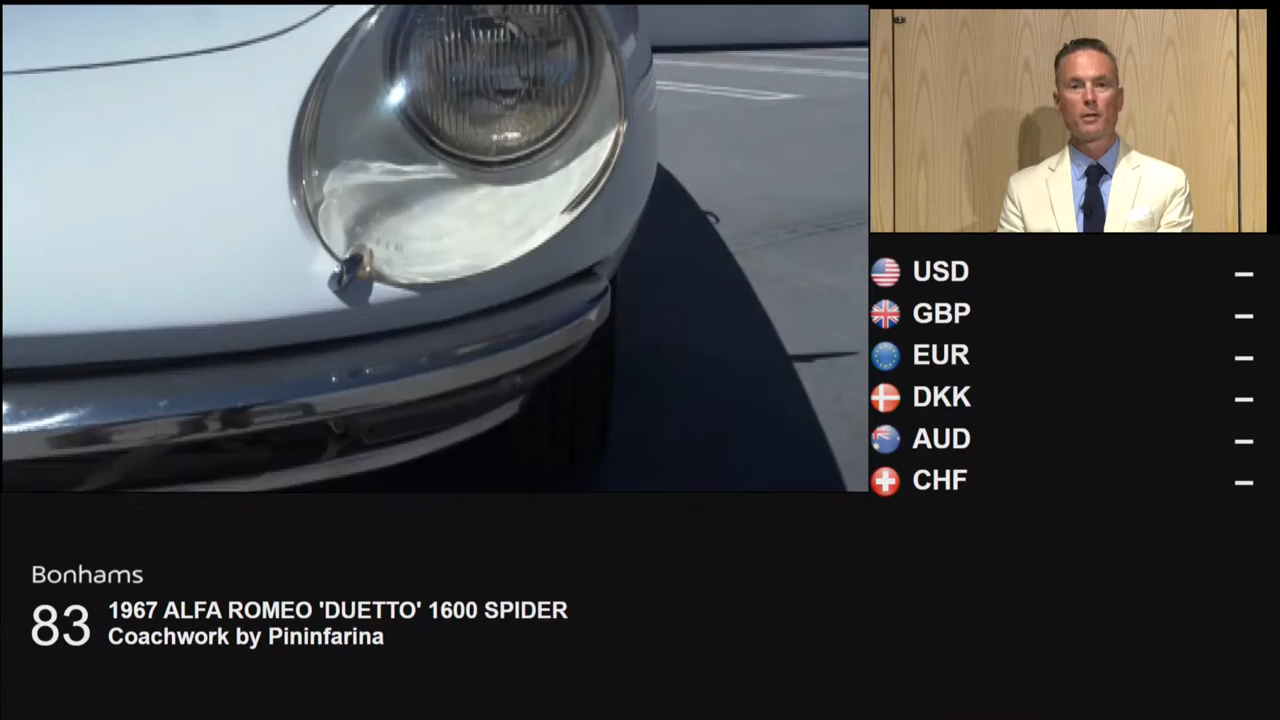 USD –
GBP –
EUR –
DKK –
AUD –
CHF –
Bonhams
83
1967 ALFA ROMEO 'DUETTO' 1600 SPIDER
Coachwork by Pininfarina